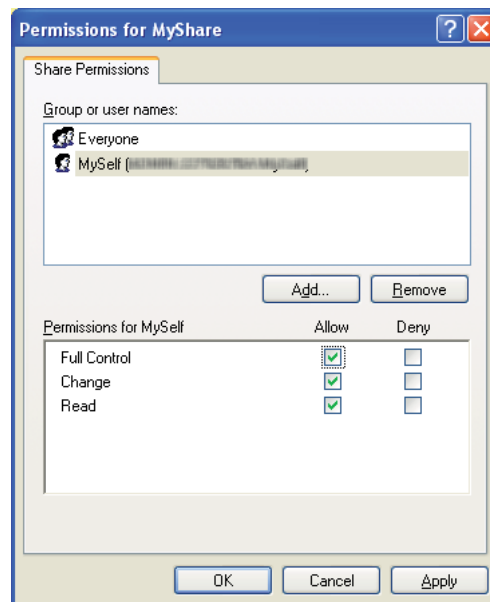 Permissions for MyShare
Share Permissions
Group or user names:
Everyone
MySelf (
Add... Remove
Permissions for MySelf Allow Deny
Full Control
Change
Read
OK Cancel Apply